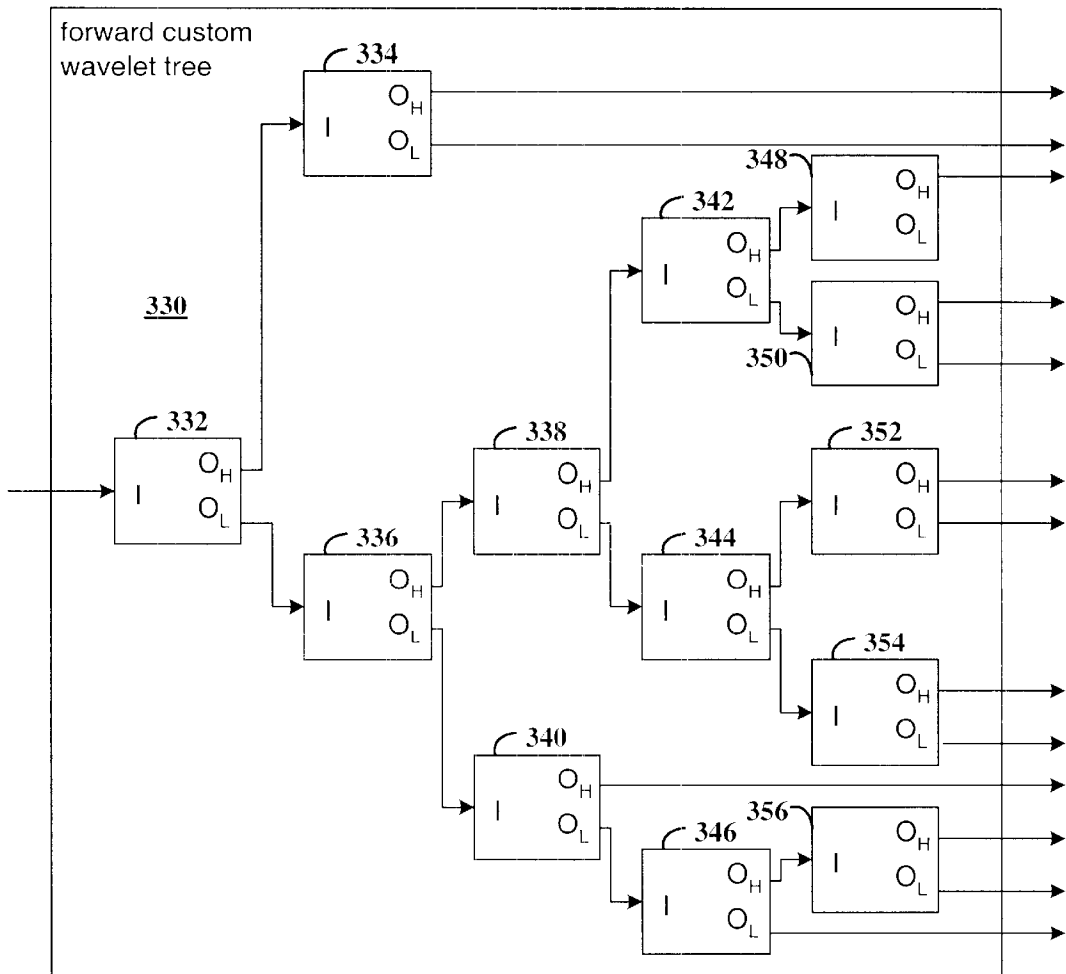 forward custom
wavelet tree
334
I
O_H
O_L
348
I
O_H
O_L
342
I
O_H
O_L
330
350
I
O_H
O_L
332
I
O_H
O_L
338
I
O_H
O_L
352
I
O_H
O_L
336
I
O_H
O_L
344
I
O_H
O_L
354
I
O_H
O_L
340
I
O_H
O_L
346
I
O_H
O_L
356
I
O_H
O_L